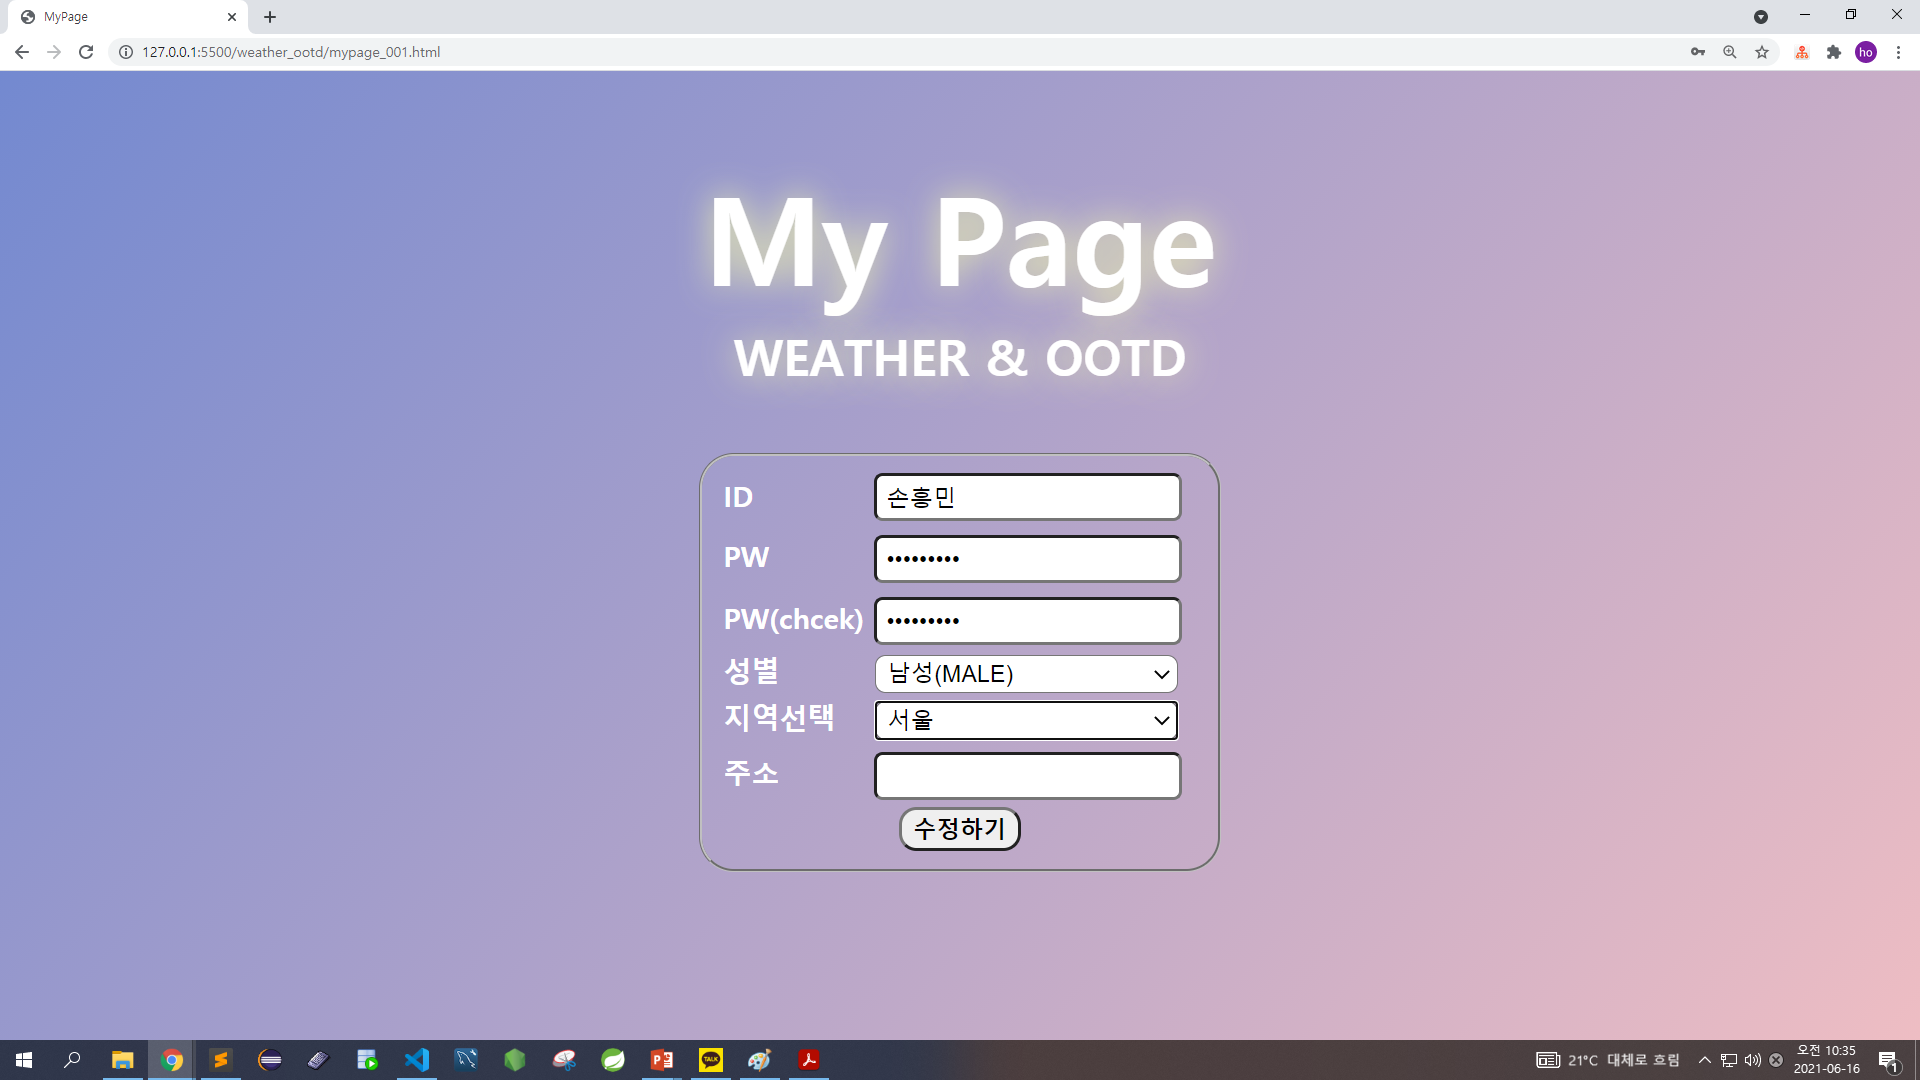 MyPage
127.0.0.1:5500/weather_ootd/mypage_001.html
ho
My Page
WEATHER & OOTD
ID 손흥민
PW •••••••••
PW(chcek) •••••••••
성별 남성(MALE)
지역선택 서울
주소
수정하기
TALK
21°C 대체로 흐림
오전 10:35
2021-06-16
1